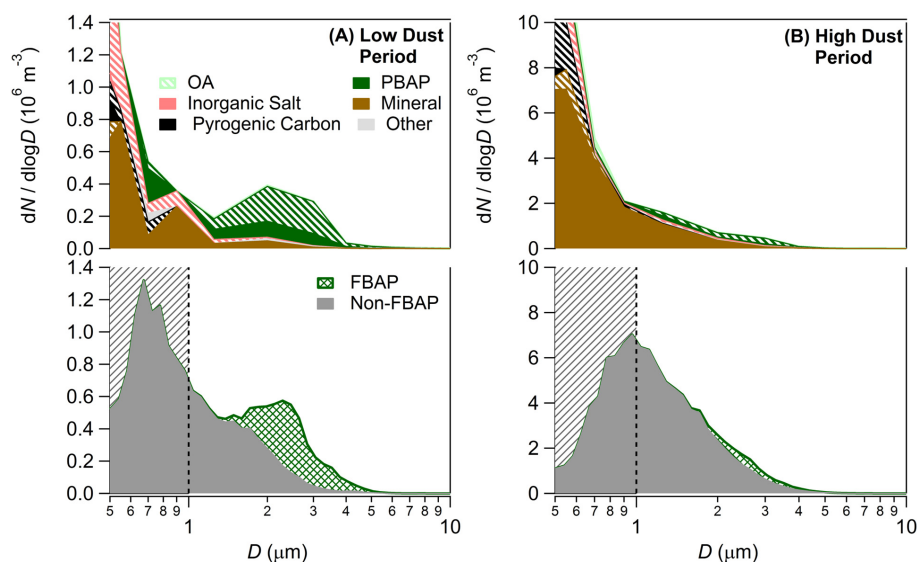 (A) Low Dust
Period
1.4
1.2
1.0
0.8
0.6
0.4
0.2
0.0
dN / dlogD (10⁶ m⁻³)
OA
PBAP
Inorganic Salt
Mineral
Pyrogenic Carbon
Other
(B) High Dust
Period
10
8
6
4
2
0
dN / dlogD (10⁶ m⁻³)
1.4
1.2
1.0
0.8
0.6
0.4
0.2
0.0
FBAP
Non-FBAP
5 6 7 8 9 1 2 3 4 5 6 7 8 9 10
D (μm)
10
8
6
4
2
0
5 6 7 8 9 1 2 3 4 5 6 7 8 9 10
D (μm)